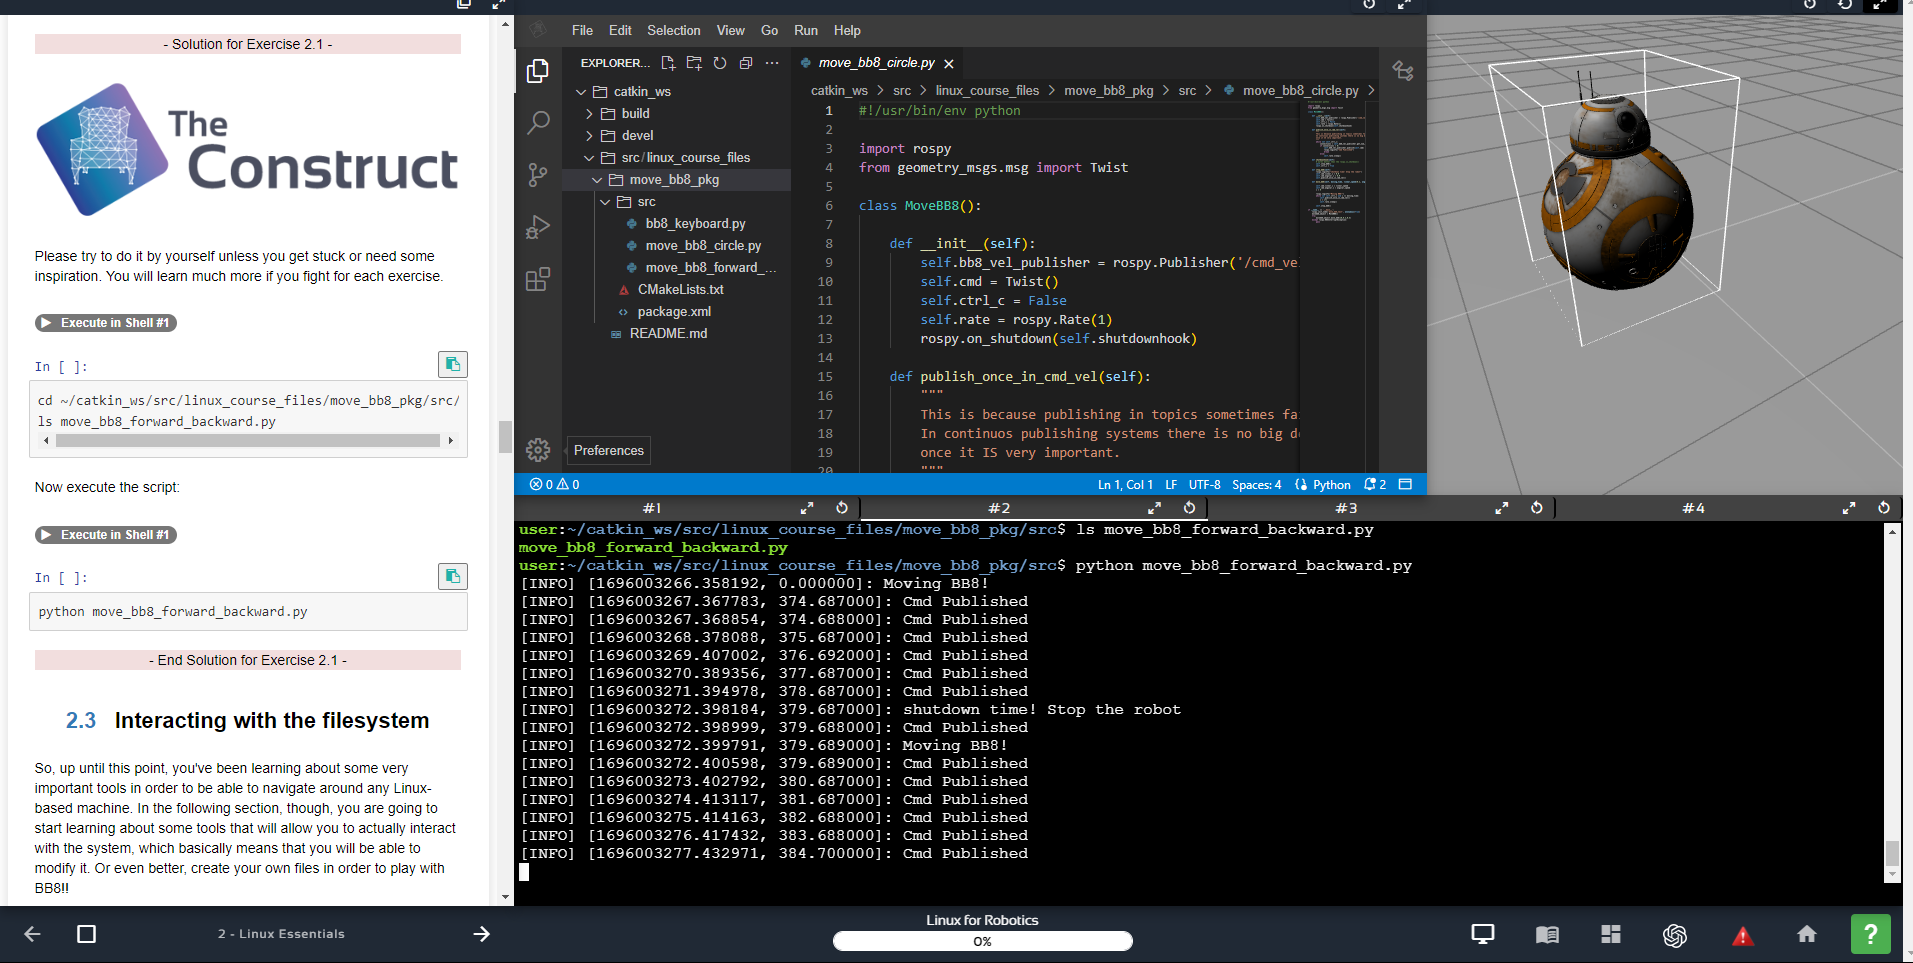 - Solution for Exercise 2.1 -
The
Construct
Please try to do it by yourself unless you get stuck or need some
inspiration. You will learn much more if you fight for each exercise.
Execute in Shell #1
In [ ]:
cd ~/catkin_ws/src/linux_course_files/move_bb8_pkg/src/
ls move_bb8_forward_backward.py
Now execute the script:
Execute in Shell #1
In [ ]:
python move_bb8_forward_backward.py
- End Solution for Exercise 2.1 -
2.3 Interacting with the filesystem
So, up until this point, you've been learning about some very
important tools in order to be able to navigate around any Linux-
based machine. In the following section, though, you are going to
start learning about some tools that will allow you to actually interact
with the system, which basically means that you will be able to
modify it. Or even better, create your own files in order to play with
BB8!!
File Edit Selection View Go Run Help
EXPLORER...
catkin_ws
build
devel
src/linux_course_files
move_bb8_pkg
src
bb8_keyboard.py
move_bb8_circle.py
move_bb8_forward_...
CMakeLists.txt
package.xml
README.md
Preferences
move_bb8_circle.py
catkin_ws > src > linux_course_files > move_bb8_pkg > src > move_bb8_circle.py >
1 #!/usr/bin/env python
2
3 import rospy
4 from geometry_msgs.msg import Twist
5
6 class MoveBB8():
7
8 def __init__(self):
9 self.bb8_vel_publisher = rospy.Publisher('/cmd_ve
10 self.cmd = Twist()
11 self.ctrl_c = False
12 self.rate = rospy.Rate(1)
13 rospy.on_shutdown(self.shutdownhook)
14
15 def publish_once_in_cmd_vel(self):
16 """
17 This is because publishing in topics sometimes fa
18 In continuos publishing systems there is no big d
19 once it IS very important.
20 """
0 0 Ln 1, Col 1 LF UTF-8 Spaces: 4 Python 2
#1 #2 #3 #4
user:~/catkin_ws/src/linux_course_files/move_bb8_pkg/src$ ls move_bb8_forward_backward.py
move_bb8_forward_backward.py
user:~/catkin_ws/src/linux_course_files/move_bb8_pkg/src$ python move_bb8_forward_backward.py
[INFO] [1696003266.358192, 0.000000]: Moving BB8!
[INFO] [1696003267.367783, 374.687000]: Cmd Published
[INFO] [1696003267.368854, 374.688000]: Cmd Published
[INFO] [1696003268.378088, 375.687000]: Cmd Published
[INFO] [1696003269.407002, 376.692000]: Cmd Published
[INFO] [1696003270.389356, 377.687000]: Cmd Published
[INFO] [1696003271.394978, 378.687000]: Cmd Published
[INFO] [1696003272.398184, 379.687000]: shutdown time! Stop the robot
[INFO] [1696003272.398999, 379.688000]: Cmd Published
[INFO] [1696003272.399791, 379.689000]: Moving BB8!
[INFO] [1696003272.400598, 379.689000]: Cmd Published
[INFO] [1696003273.402792, 380.687000]: Cmd Published
[INFO] [1696003274.413117, 381.687000]: Cmd Published
[INFO] [1696003275.414163, 382.688000]: Cmd Published
[INFO] [1696003276.417432, 383.688000]: Cmd Published
[INFO] [1696003277.432971, 384.700000]: Cmd Published
2 - Linux Essentials
Linux for Robotics
0%
?